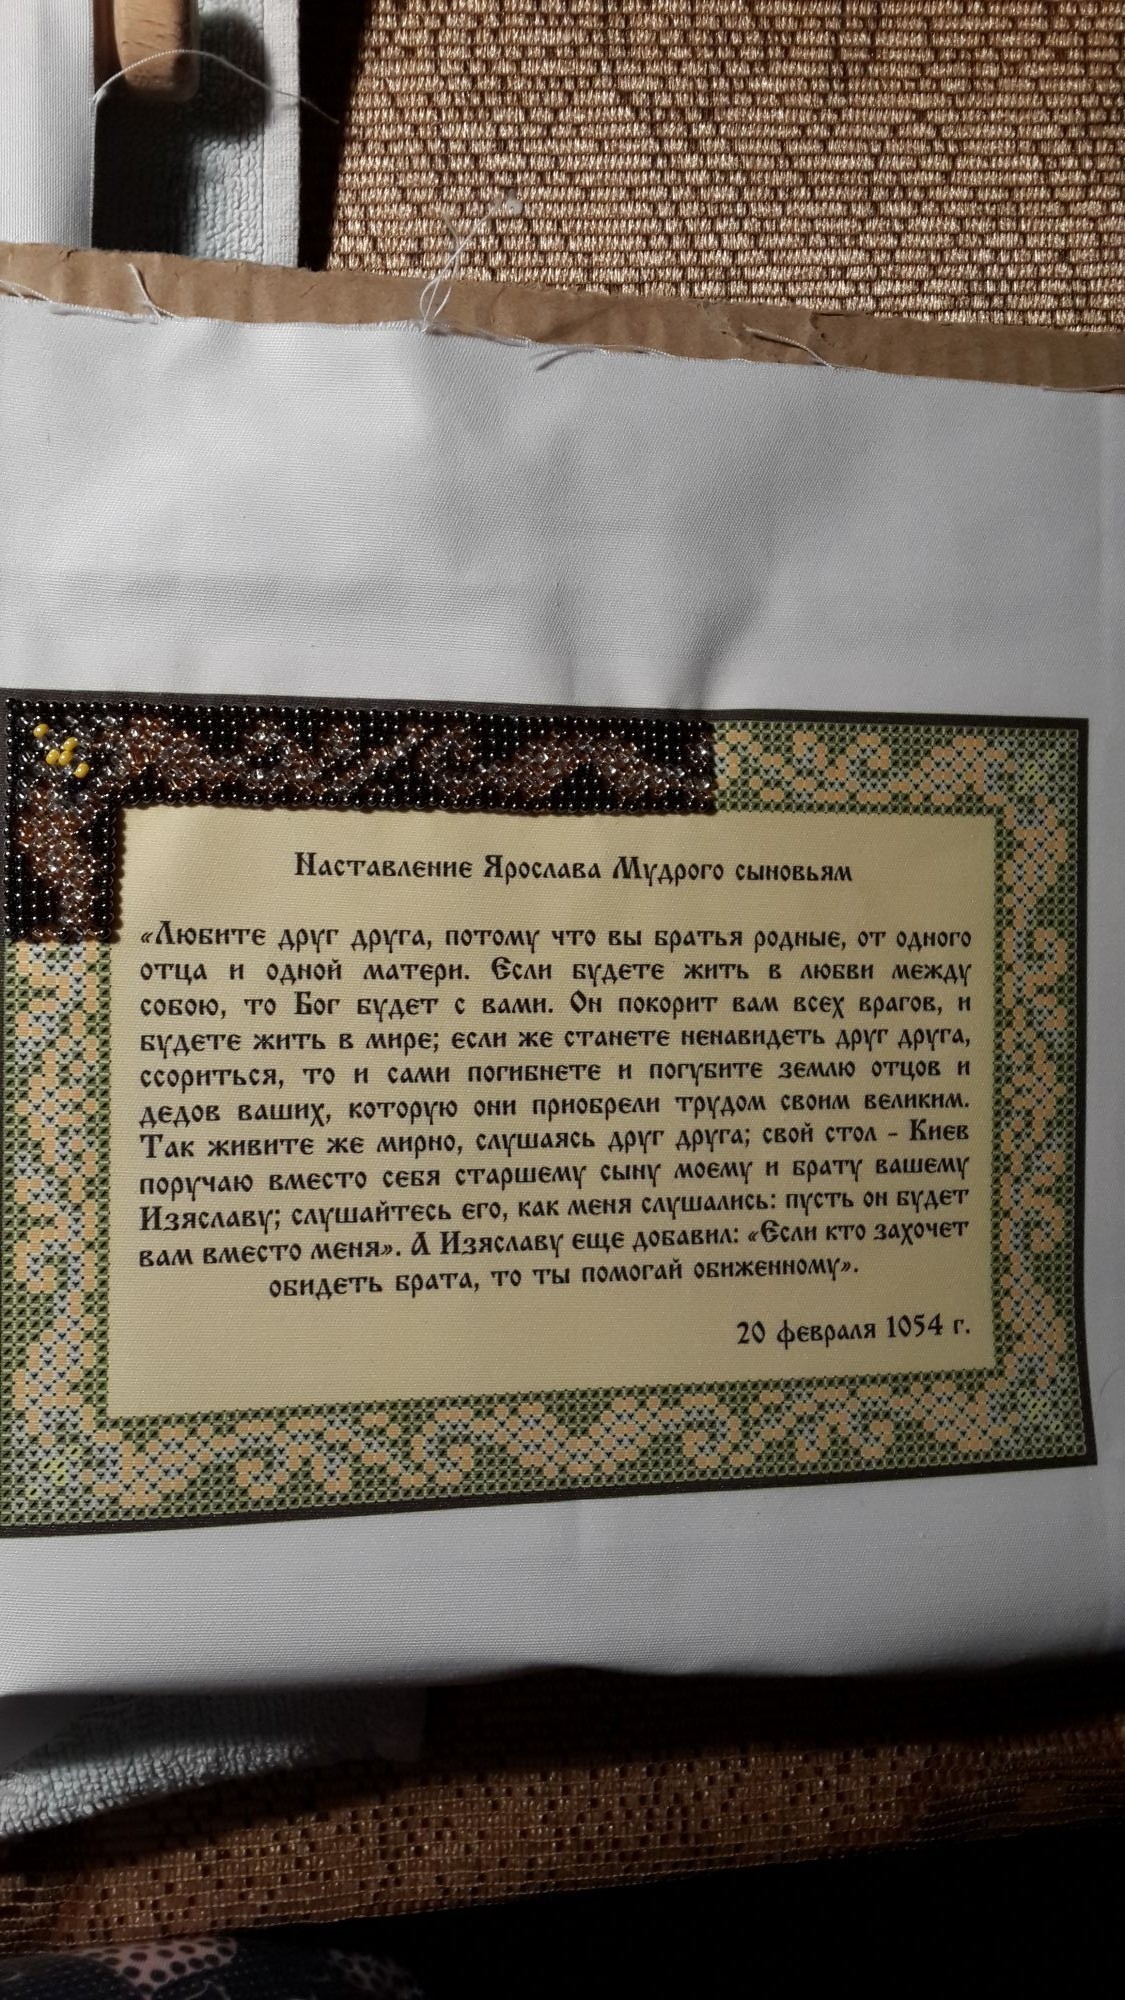 Наставление Ярослава Мудрого сыновьям
«Любите друг друга, потому что вы братья родные, от одного
отца и одной матери. Если будете жить в любви между
собою, то Бог будет с вами. Он покорит вам всех врагов, и
будете жить в мире; если же станете ненавидеть друг друга,
ссориться, то и сами погибнете и погубите землю отцов и
дедов ваших, которую они приобрели трудом своим великим.
Так живите же мирно, слушаясь друг друга; свой стол - Киев
поручаю вместо себя старшему сыну моему и брату вашему
Изяславу; слушайтесь его, как меня слушались: пусть он будет
вам вместо меня». А Изяславу еще добавил: «Если кто захочет
обидеть брата, то ты помогай обиженному».
20 февраля 1054 г.